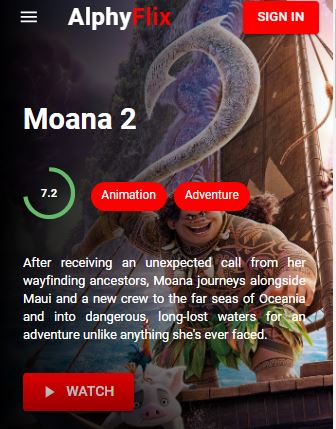 AlphyFlix
SIGN IN
Moana 2
7.2
Animation
Adventure
After receiving an unexpected call from her
wayfinding ancestors, Moana journeys alongside
Maui and a new crew to the far seas of Oceania
and into dangerous, long-lost waters for an
adventure unlike anything she's ever faced.
WATCH